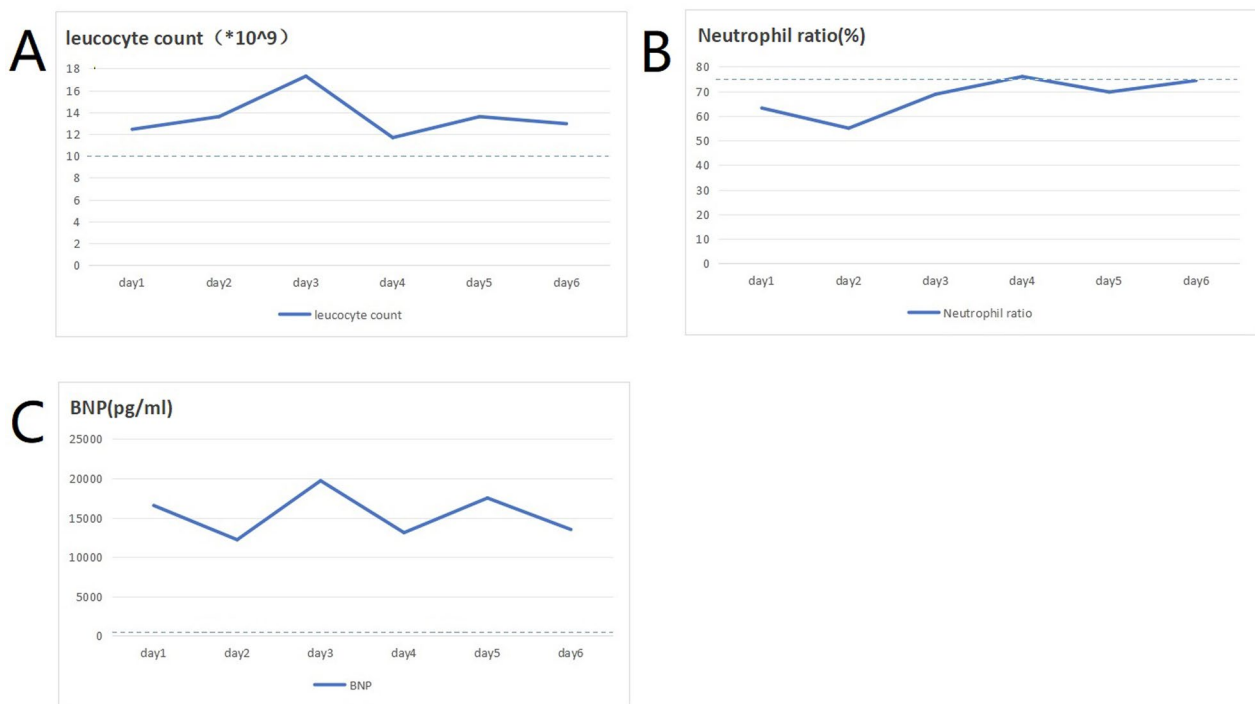 A
leucocyte count（*10^9）
18
16
14
12
10
8
6
4
2
0
day1 day2 day3 day4 day5 day6
leucocyte count
B
Neutrophil ratio(%)
80
70
60
50
40
30
20
10
0
day1 day2 day3 day4 day5 day6
Neutrophil ratio
C
BNP(pg/ml)
25000
20000
15000
10000
5000
0
day1 day2 day3 day4 day5 day6
BNP